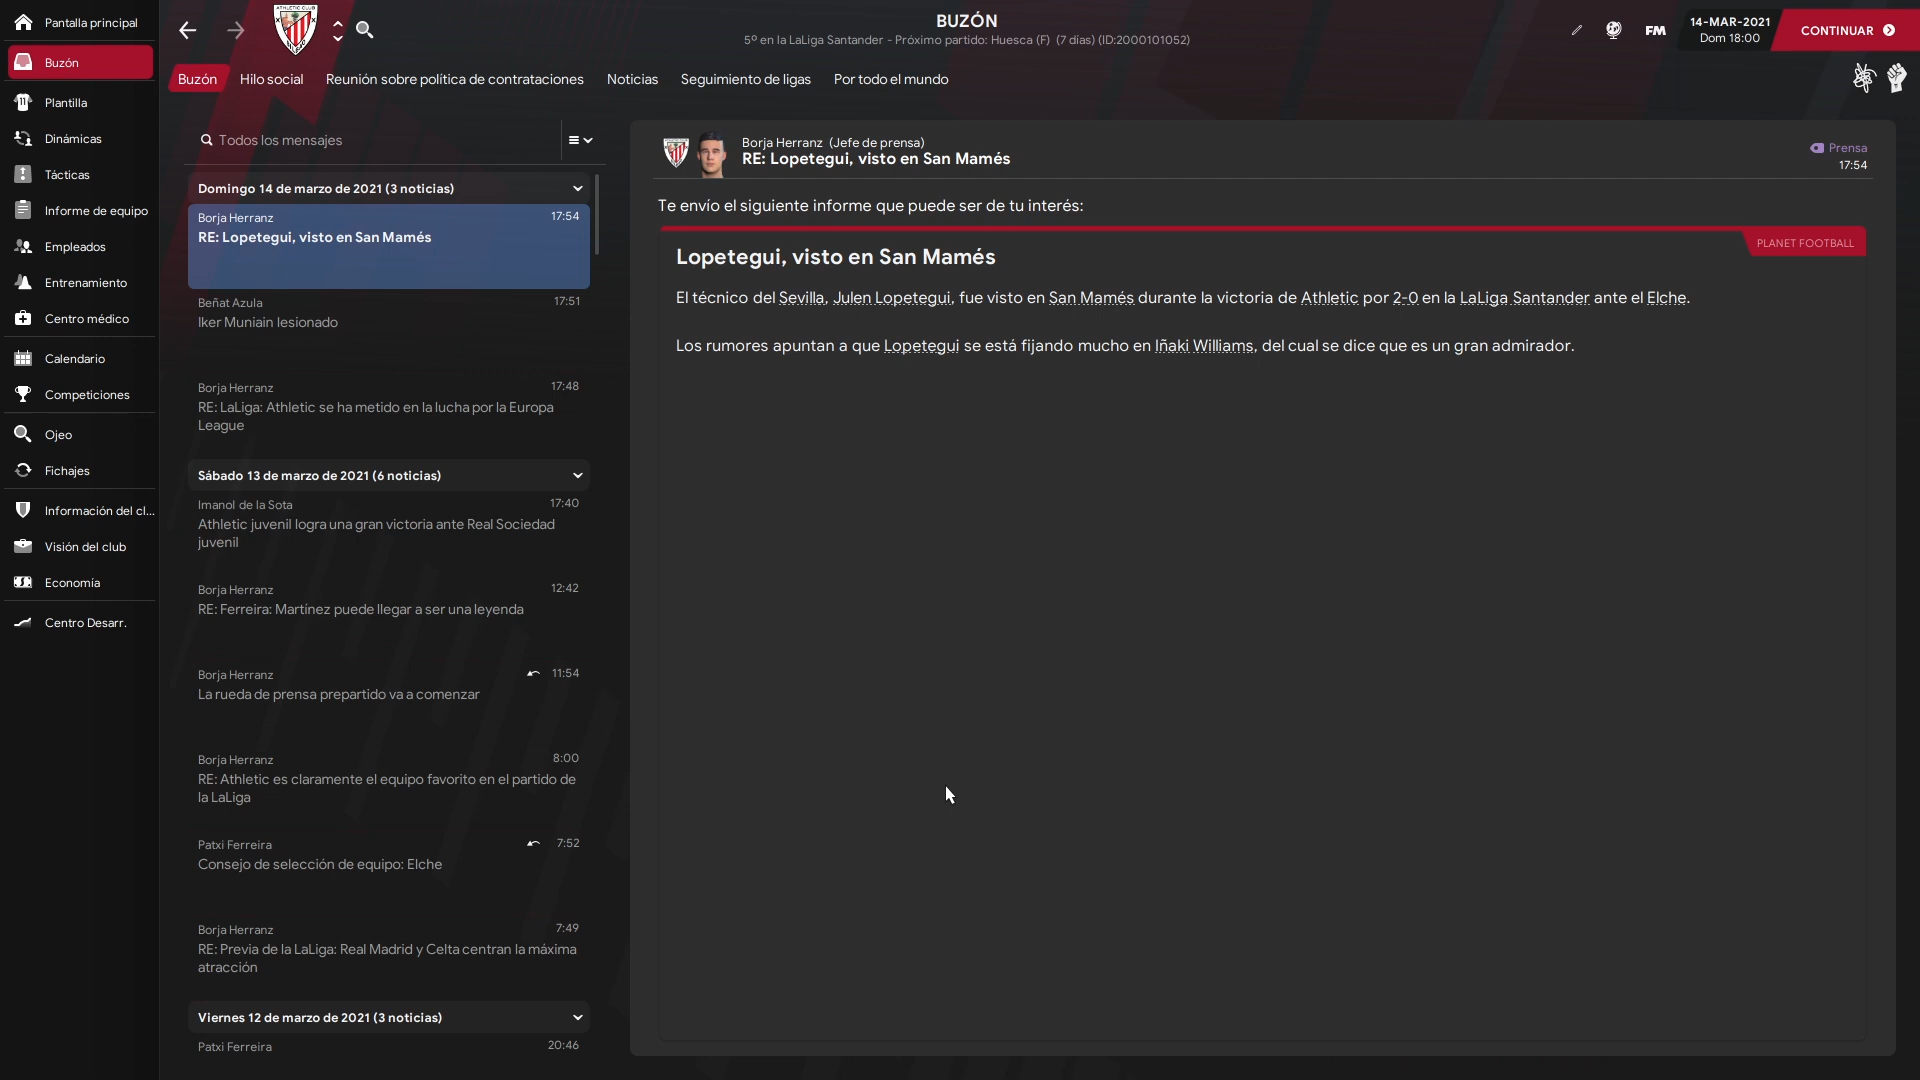 Pantalla principal
Buzón
Plantilla
Dinámicas
Tácticas
Informe de equipo
Empleados
Entrenamiento
Centro médico
Calendario
Competiciones
Ojeo
Fichajes
Información del cl...
Visión del club
Economía
Centro Desarr.
ATHLETIC CLUB
BUZÓN
5º en la LaLiga Santander - Próximo partido: Huesca (F) (7 días) (ID:2000101052)
FM
14-MAR-2021
Dom 18:00
CONTINUAR
Buzón
Hilo social
Reunión sobre política de contrataciones
Noticias
Seguimiento de ligas
Por todo el mundo
Todos los mensajes
Domingo 14 de marzo de 2021 (3 noticias)
Borja Herranz 17:54
RE: Lopetegui, visto en San Mamés
Beñat Azula 17:51
Iker Muniain lesionado
Borja Herranz 17:48
RE: LaLiga: Athletic se ha metido en la lucha por la Europa
League
Sábado 13 de marzo de 2021 (6 noticias)
Imanol de la Sota 17:40
Athletic juvenil logra una gran victoria ante Real Sociedad
juvenil
Borja Herranz 12:42
RE: Ferreira: Martínez puede llegar a ser una leyenda
Borja Herranz 11:54
La rueda de prensa prepartido va a comenzar
Borja Herranz 8:00
RE: Athletic es claramente el equipo favorito en el partido de
la LaLiga
Patxi Ferreira 7:52
Consejo de selección de equipo: Elche
Borja Herranz 7:49
RE: Previa de la LaLiga: Real Madrid y Celta centran la máxima
atracción
Viernes 12 de marzo de 2021 (3 noticias)
Patxi Ferreira 20:46
Borja Herranz (Jefe de prensa)
RE: Lopetegui, visto en San Mamés
Prensa
17:54
Te envío el siguiente informe que puede ser de tu interés:
PLANET FOOTBALL
Lopetegui, visto en San Mamés
El técnico del Sevilla, Julen Lopetegui, fue visto en San Mamés durante la victoria de Athletic por 2-0 en la LaLiga Santander ante el Elche.
Los rumores apuntan a que Lopetegui se está fijando mucho en Iñaki Williams, del cual se dice que es un gran admirador.